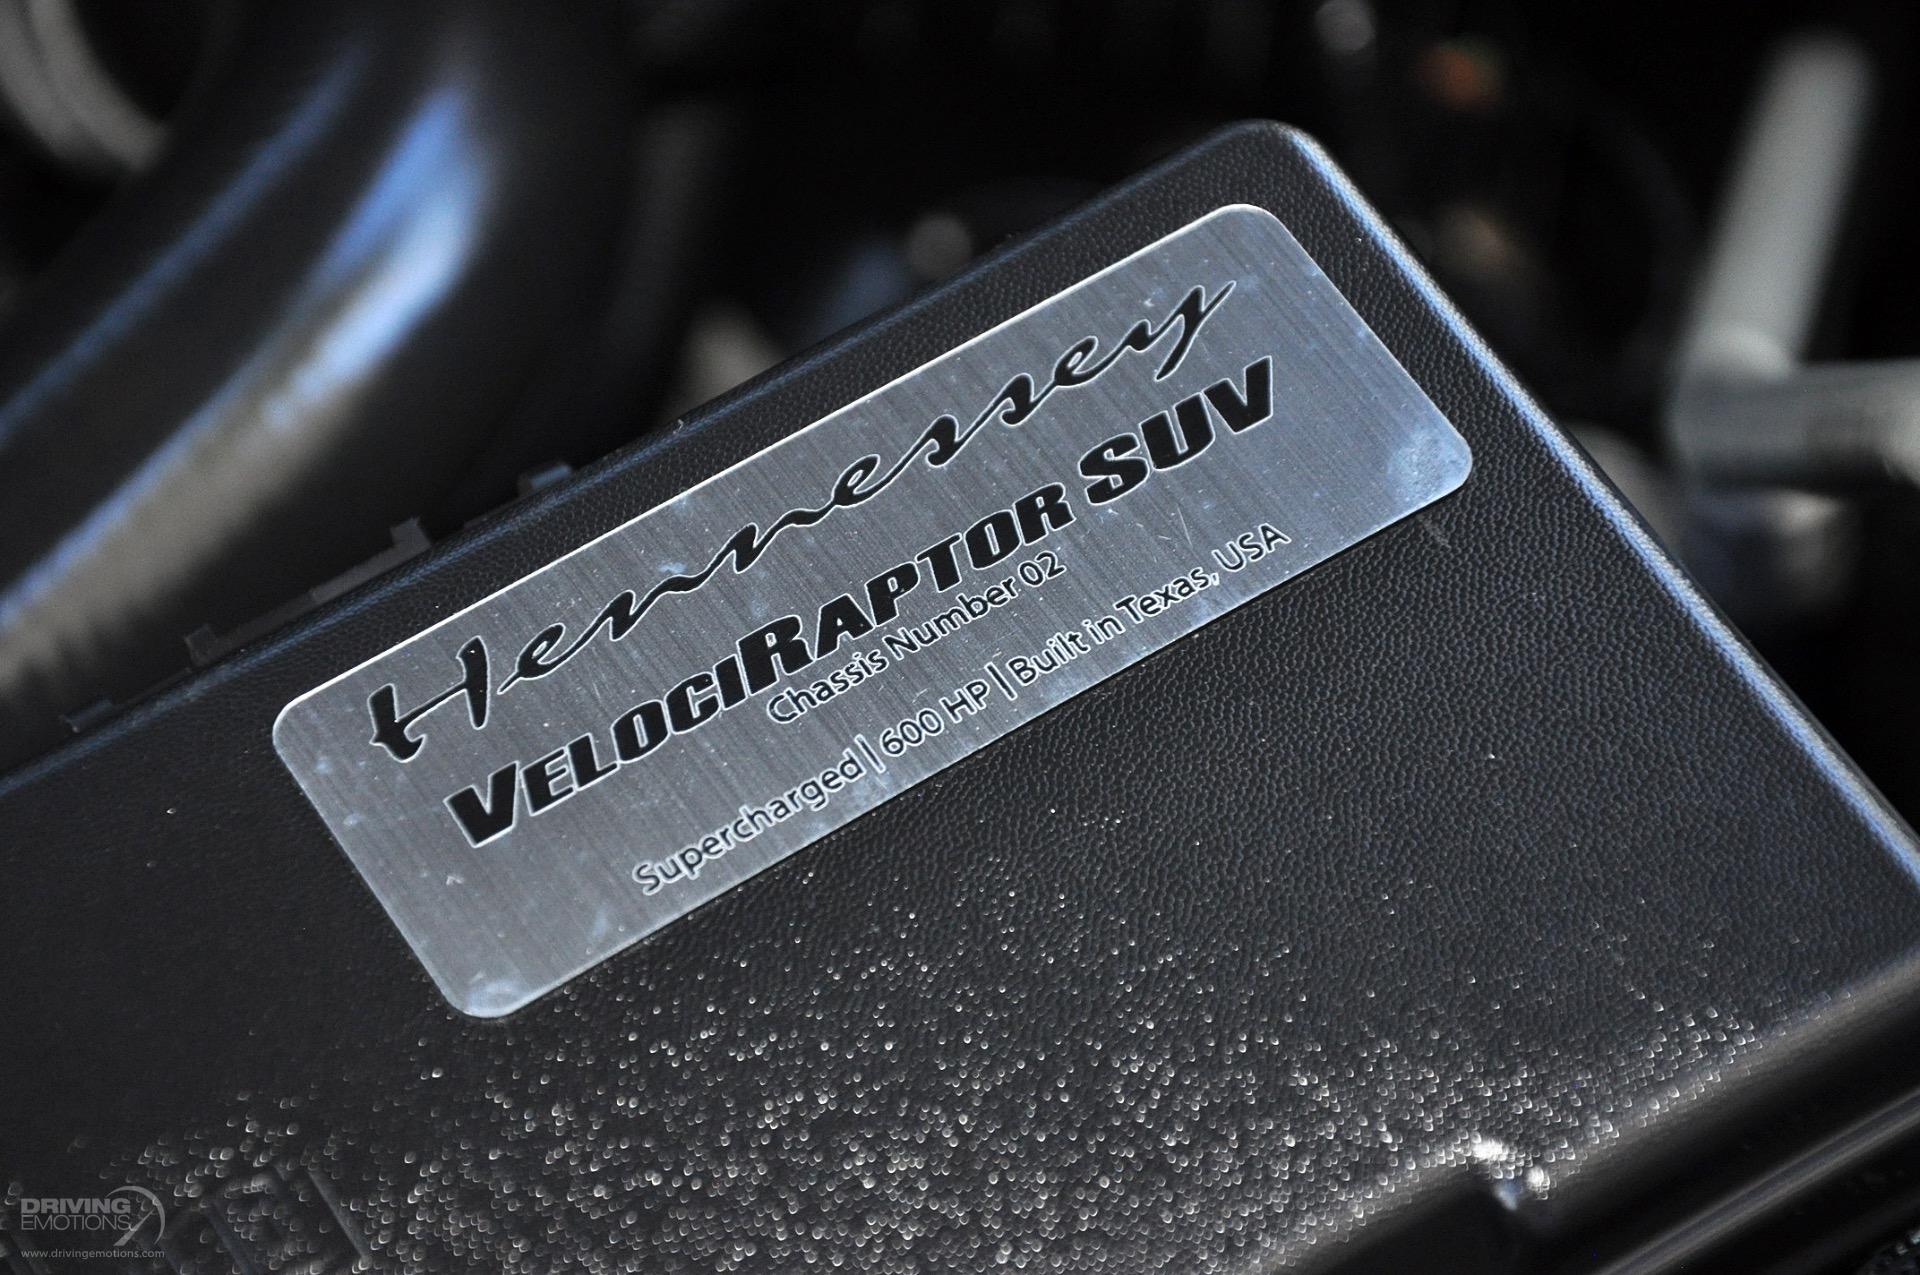 Hennessey
VELOCIRAPTOR SUV
Chassis Number 02
Supercharged | 600 HP | Built in Texas, USA
DRIVING
EMOTIONS
www.drivingemotions.com